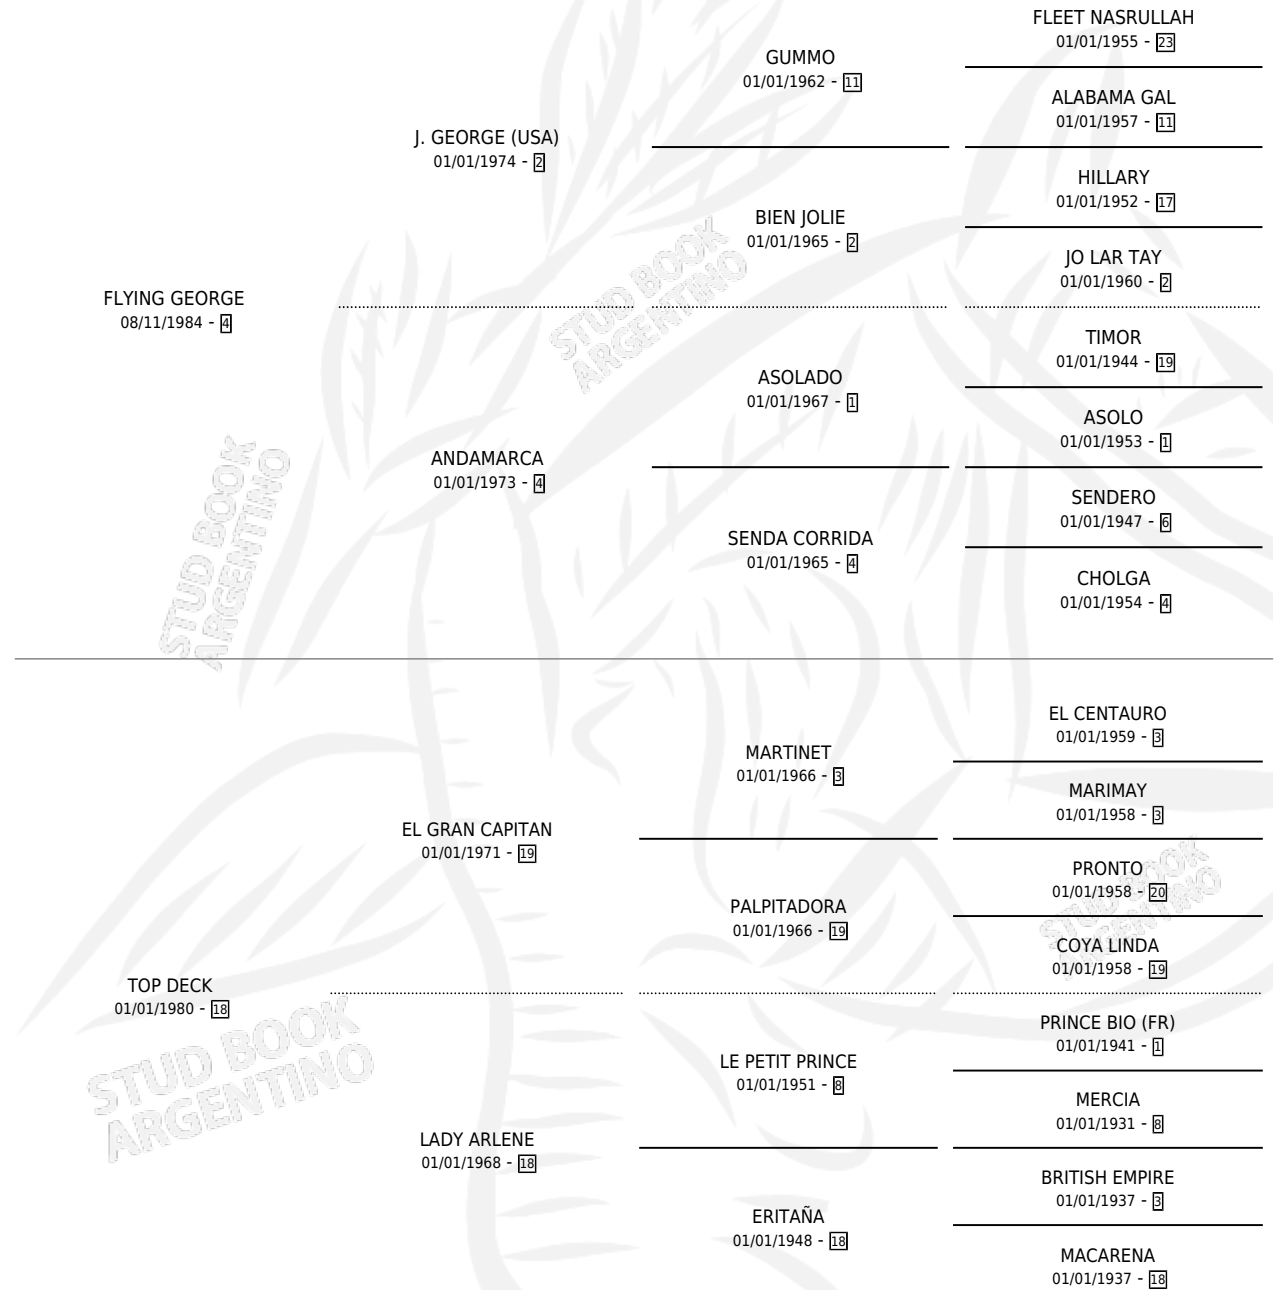 FLEET NASRULLAH
01/01/1955 - 23
GUMMO
01/01/1962 - 11
ALABAMA GAL
01/01/1957 - 11
J. GEORGE (USA)
01/01/1974 - 2
HILLARY
01/01/1952 - 17
BIEN JOLIE
01/01/1965 - 2
JO LAR TAY
01/01/1960 - 2
FLYING GEORGE
08/11/1984 - 4
TIMOR
01/01/1944 - 19
ASOLADO
01/01/1967 - 1
ASOLO
01/01/1953 - 1
ANDAMARCA
01/01/1973 - 4
SENDERO
01/01/1947 - 6
SENDA CORRIDA
01/01/1965 - 4
CHOLGA
01/01/1954 - 4
EL CENTAURO
01/01/1959 - 3
MARTINET
01/01/1966 - 3
MARIMAY
01/01/1958 - 3
EL GRAN CAPITAN
01/01/1971 - 19
PRONTO
01/01/1958 - 20
PALPITADORA
01/01/1966 - 19
COYA LINDA
01/01/1958 - 19
TOP DECK
01/01/1980 - 18
PRINCE BIO (FR)
01/01/1941 - 1
LE PETIT PRINCE
01/01/1951 - 8
MERCIA
01/01/1931 - 8
LADY ARLENE
01/01/1968 - 18
BRITISH EMPIRE
01/01/1937 - 3
ERITAÑA
01/01/1948 - 18
MACARENA
01/01/1937 - 18
STUD BOOK
ARGENTINO
STUD BOOK
ARGENTINO
STUD BOOK
ARGENTINO
STUD BOOK
ARGENTINO